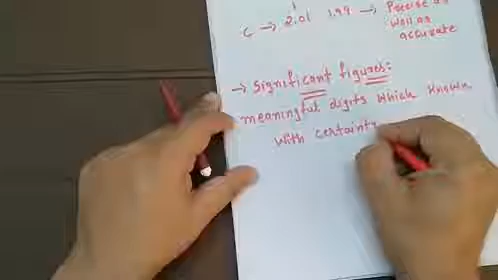 C → 2.01 1.99 → Precise as
well as
accurate
→ Significant figures:
meaningful digits which known
with certainty